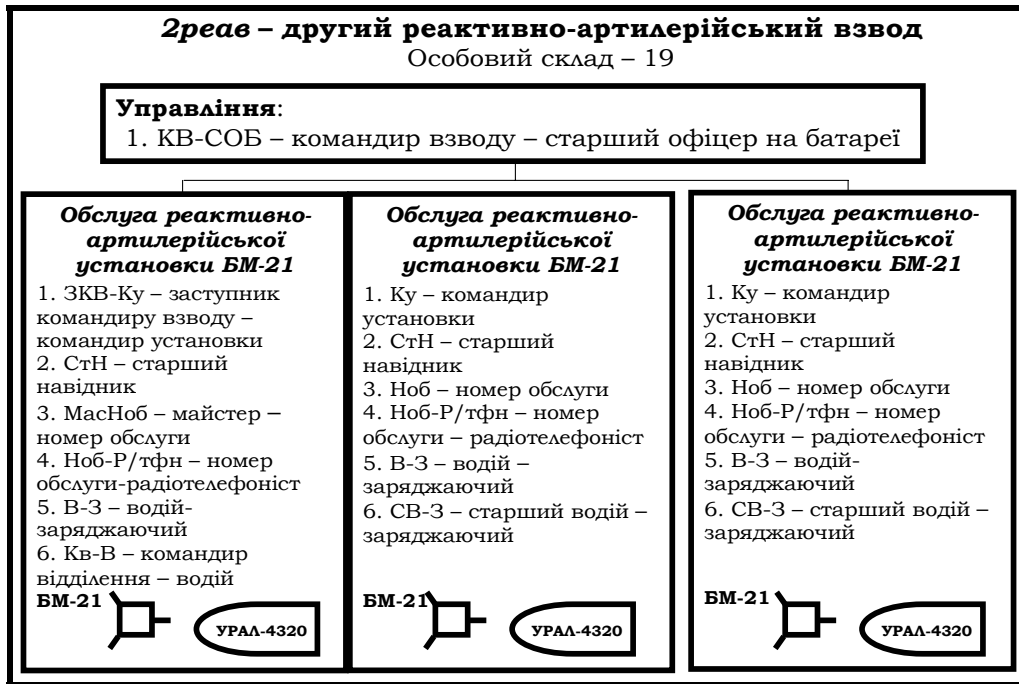 2реав – другий реактивно-артилерійський взвод
Особовий склад – 19
Управління:
1. КВ-СОБ – командир взводу – старший офіцер на батареї
Обслуга реактивно-
артилерійської
установки БМ-21
1. ЗКВ-Ку – заступник
командиру взводу –
командир установки
2. СтН – старший
навідник
3. МасНоб – майстер –
номер обслуги
4. Ноб-Р/тфн – номер
обслуги-радіотелефоніст
5. В-З – водій-
заряджаючий
6. Кв-В – командир
відділення – водій
БМ-21
УРАЛ-4320
Обслуга реактивно-
артилерійської
установки БМ-21
1. Ку – командир
установки
2. СтН – старший
навідник
3. Ноб – номер обслуги
4. Ноб-Р/тфн – номер
обслуги – радіотелефоніст
5. В-З – водій –
заряджаючий
6. СВ-З – старший водій –
заряджаючий
БМ-21
УРАЛ-4320
Обслуга реактивно-
артилерійської
установки БМ-21
1. Ку – командир
установки
2. СтН – старший
навідник
3. Ноб – номер обслуги
4. Ноб-Р/тфн – номер
обслуги – радіотелефоніст
5. В-З – водій-
заряджаючий
6. СВ-З – старший водій –
заряджаючий
БМ-21
УРАЛ-4320